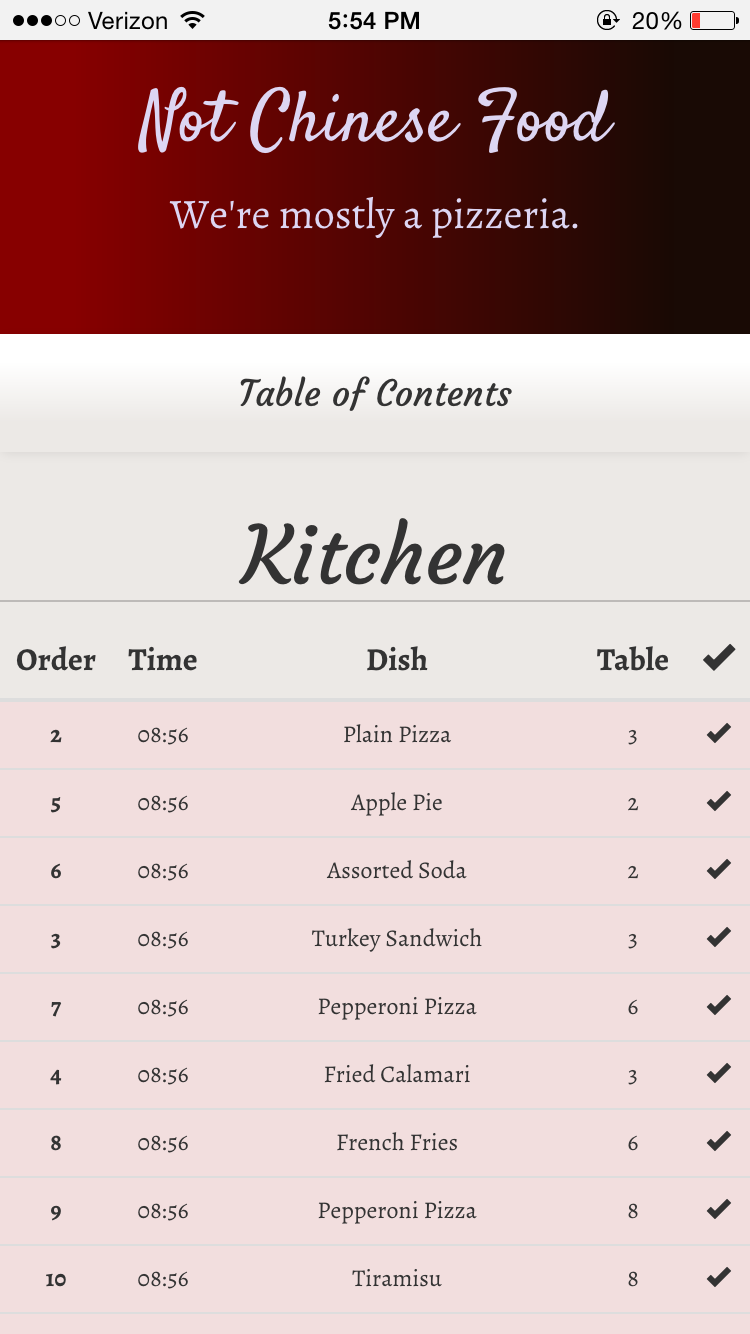 Verizon 5:54 PM 20%
Not Chinese Food
We're mostly a pizzeria.
Table of Contents
Kitchen
Order Time Dish Table ✔
2 08:56 Plain Pizza 3 ✔
5 08:56 Apple Pie 2 ✔
6 08:56 Assorted Soda 2 ✔
3 08:56 Turkey Sandwich 3 ✔
7 08:56 Pepperoni Pizza 6 ✔
4 08:56 Fried Calamari 3 ✔
8 08:56 French Fries 6 ✔
9 08:56 Pepperoni Pizza 8 ✔
10 08:56 Tiramisu 8 ✔